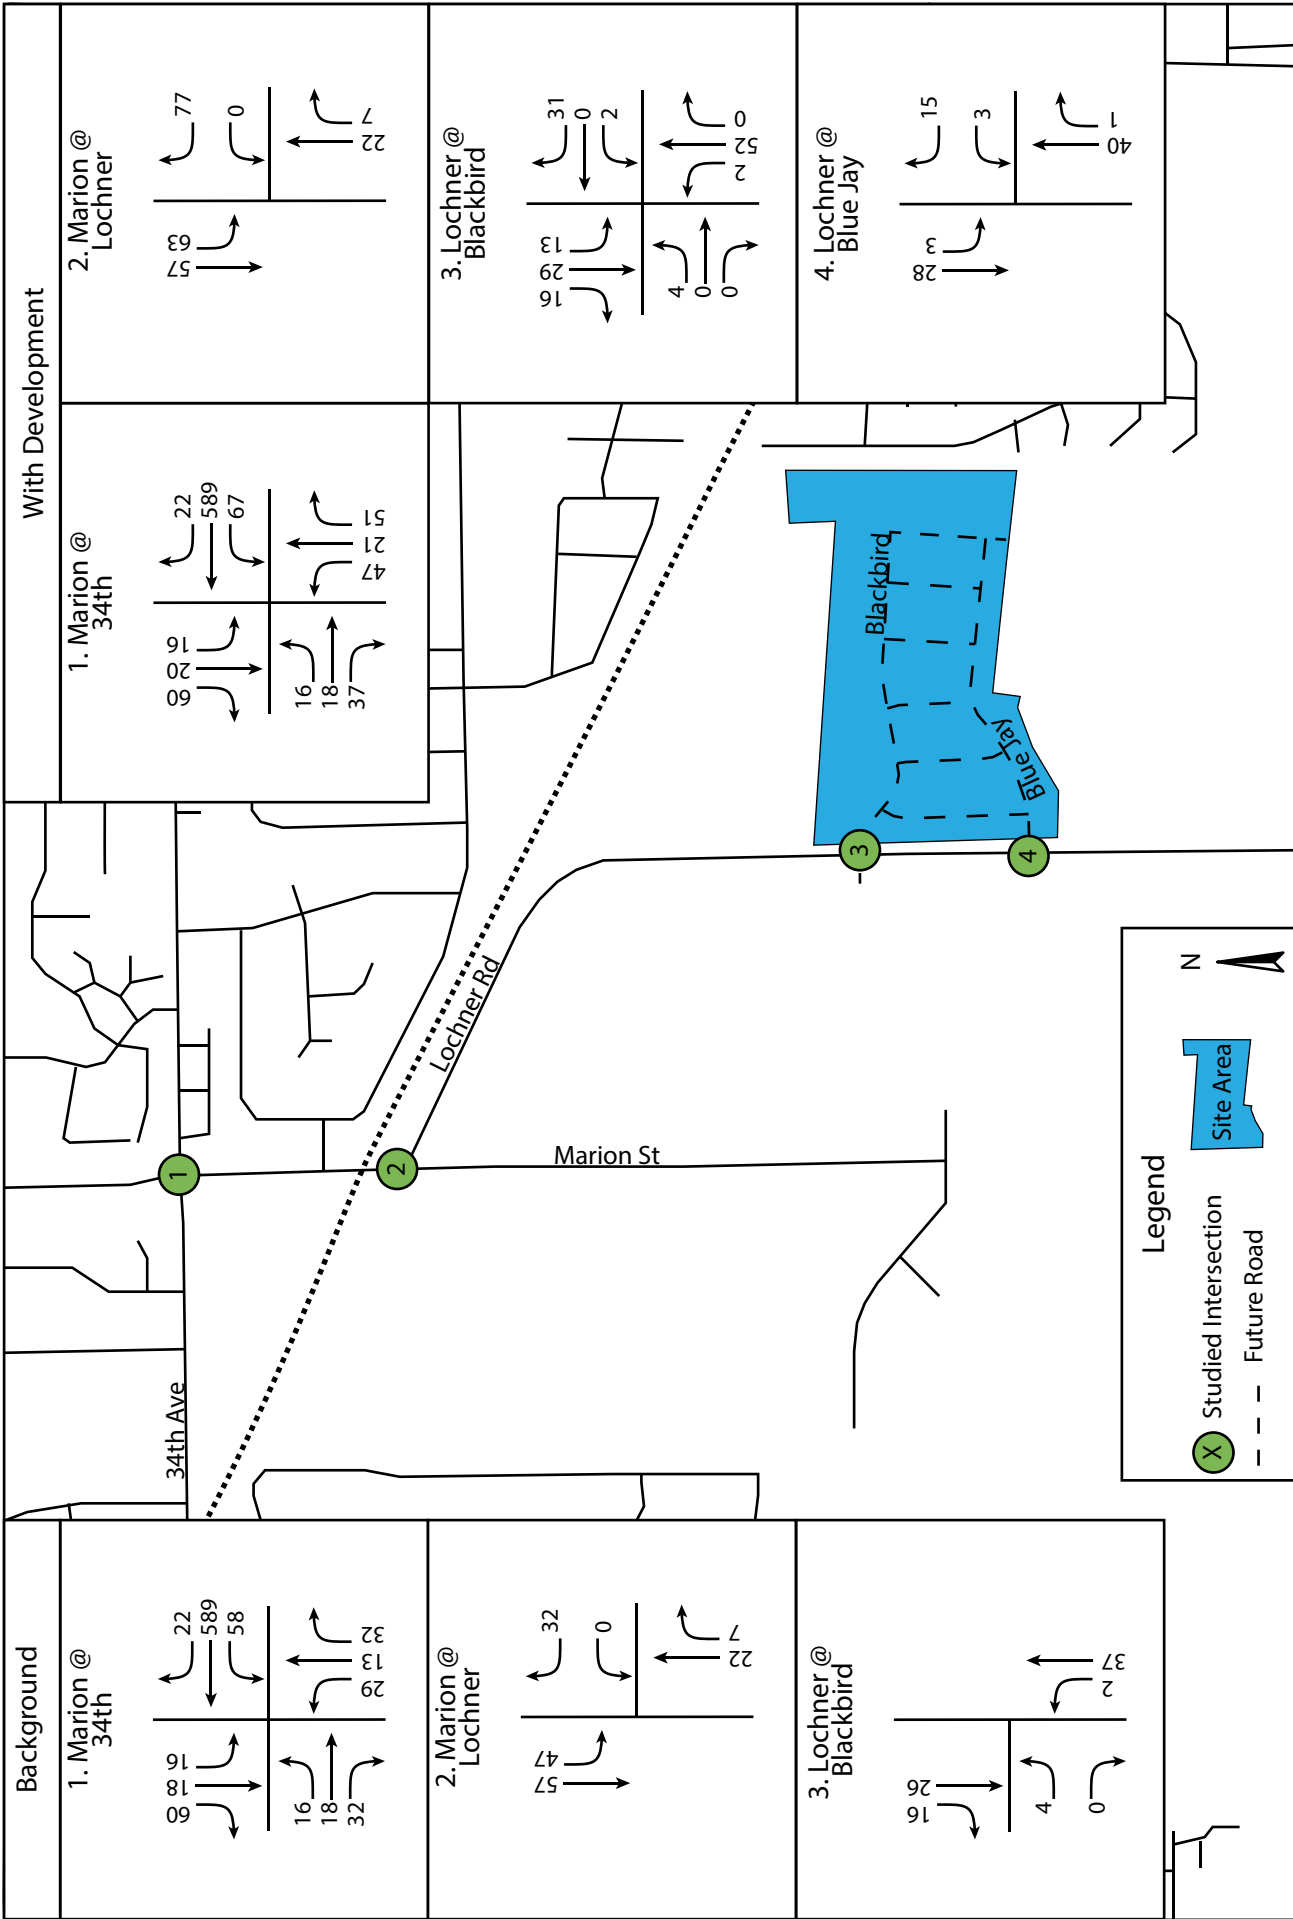 Background
1. Marion @
34th
60
18
16
22
589
58
16
18
32
29
13
32
2. Marion @
Lochner
57
47
32
0
22
7
3. Lochner @
Blackbird
16
26
4
0
2
37
With Development
1. Marion @
34th
60
20
16
22
589
67
16
18
37
47
21
51
2. Marion @
Lochner
57
63
77
0
22
7
3. Lochner @
Blackbird
16
29
13
31
0
2
4
0
0
2
52
0
4. Lochner @
Blue Jay
28
3
15
3
40
1
34th Ave
Marion St
Lochner Rd
Blackbird
Blue Jay
1
2
3
4
Legend
X Studied Intersection
Future Road
Site Area
N